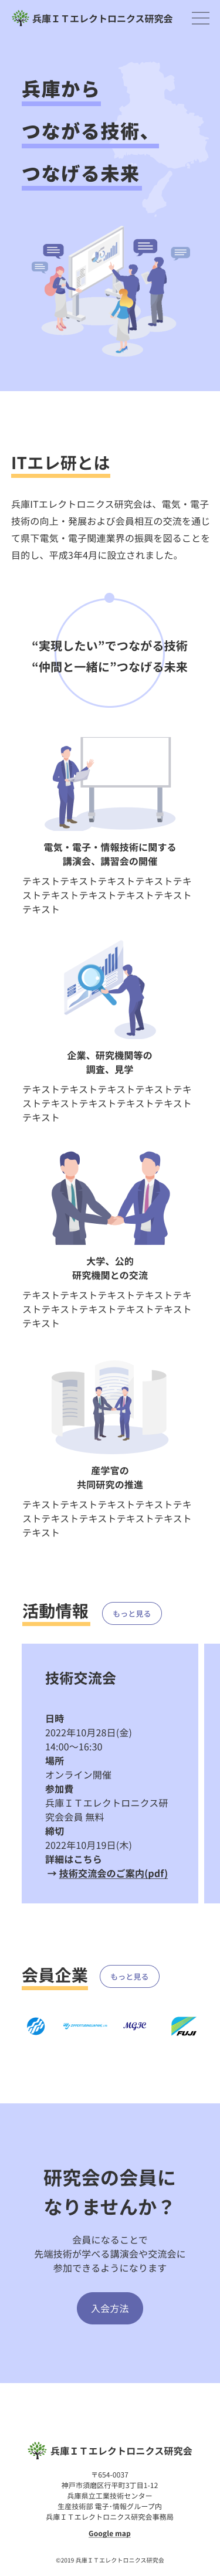 兵庫ＩＴエレクトロニクス研究会
兵庫から
つながる技術、
つなげる未来
ITエレ研とは
兵庫ITエレクトロニクス研究会は、電気・電子
技術の向上・発展および会員相互の交流を通じ
て県下電気・電子関連業界の振興を図ることを
目的し、平成3年4月に設立されました。
“実現したい”でつながる技術
“仲間と一緒に”つなげる未来
電気・電子・情報技術に関する
講演会、講習会の開催
テキストテキストテキストテキストテキ
ストテキストテキストテキストテキスト
テキスト
企業、研究機関等の
調査、見学
テキストテキストテキストテキストテキ
ストテキストテキストテキストテキスト
テキスト
大学、公的
研究機関との交流
テキストテキストテキストテキストテキ
ストテキストテキストテキストテキスト
テキスト
産学官の
共同研究の推進
テキストテキストテキストテキストテキ
ストテキストテキストテキストテキスト
テキスト
活動情報 もっと見る
技術交流会
日時
2022年10月28日(金)
14:00〜16:30
場所
オンライン開催
参加費
兵庫ＩＴエレクトロニクス研
究会会員 無料
締切
2022年10月19日(木)
詳細はこちら
→ 技術交流会のご案内(pdf)
会員企業 もっと見る
MGIC
FUJI
研究会の会員に
なりませんか？
会員になることで
先端技術が学べる講演会や交流会に
参加できるようになります
入会方法
兵庫ＩＴエレクトロニクス研究会
〒654-0037
神戸市須磨区行平町3丁目1-12
兵庫県立工業技術センター
生産技術部 電子･情報グループ内
兵庫ＩＴエレクトロニクス研究会事務局
Google map
©2019 兵庫ＩＴエレクトロニクス研究会